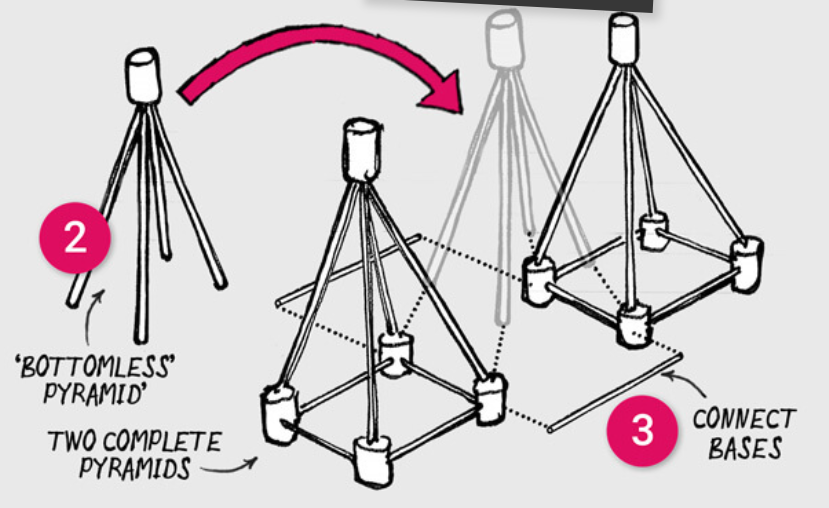 2
'BOTTOMLESS'
PYRAMID'
TWO COMPLETE
PYRAMIDS
3
CONNECT
BASES